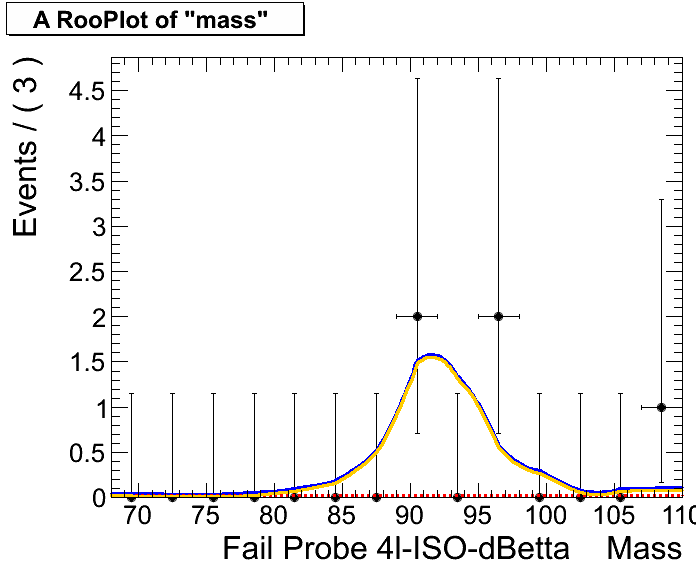 A RooPlot of "mass"
Events / ( 3 )
4.5
4
3.5
3
2.5
2
1.5
1
0.5
0
70 75 80 85 90 95 100 105 110
Fail Probe 4l-ISO-dBetta Mass